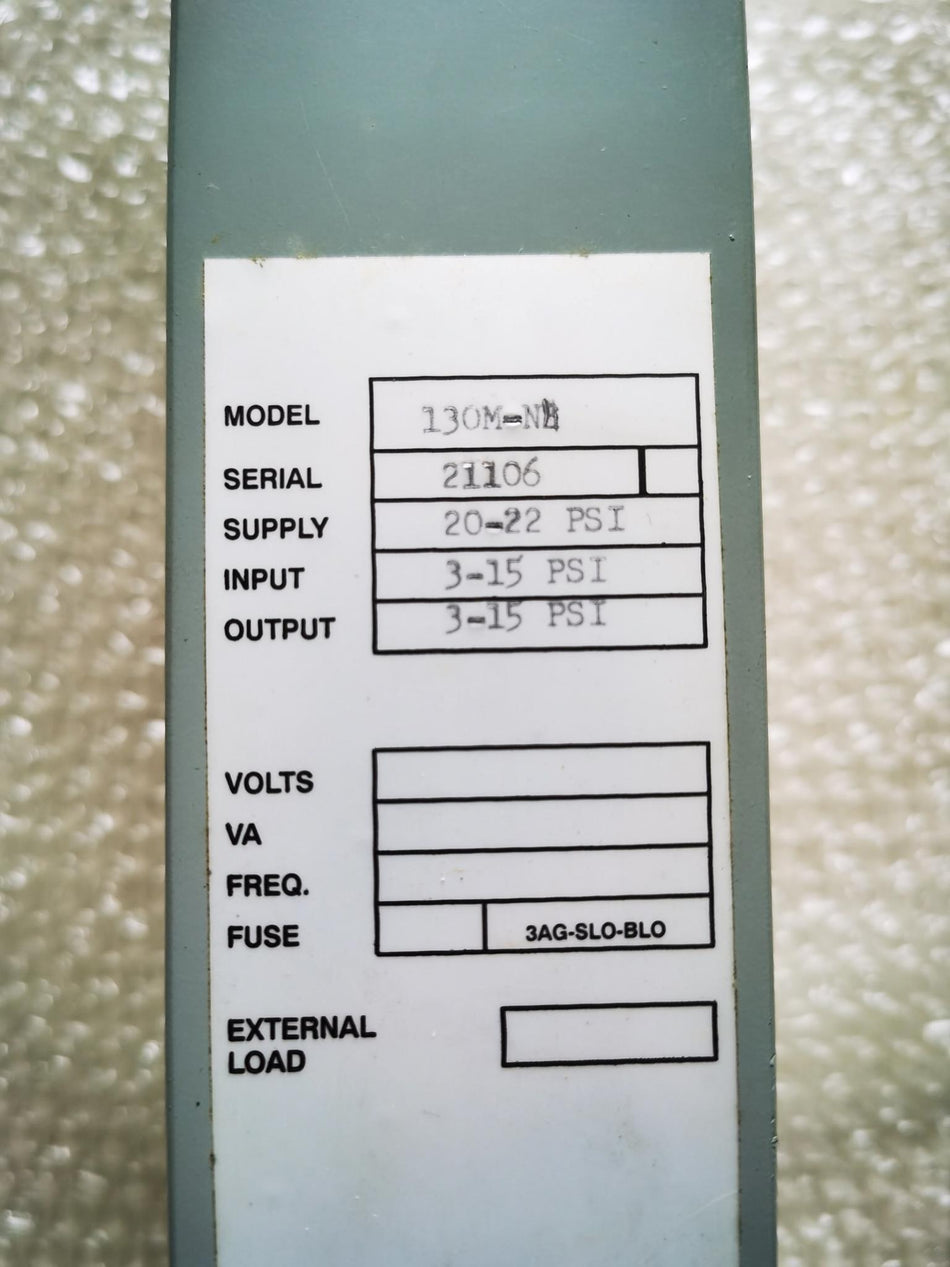 MODEL 130M-N
SERIAL 21106
SUPPLY 20-22 PSI
INPUT 3-15 PSI
OUTPUT 3-15 PSI
VOLTS
VA
FREQ.
FUSE 3AG-SLO-BLO
EXTERNAL
LOAD